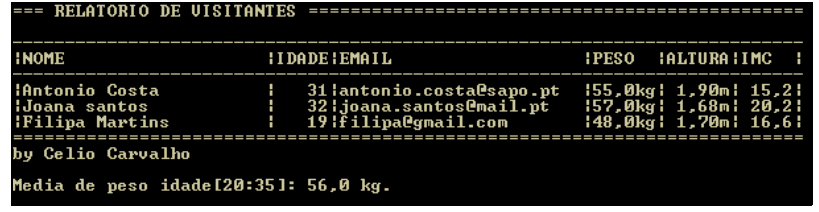 === RELATORIO DE VISITANTES ===============================================
---------------------------------------------------------------------------
|NOME                    |IDADE|EMAIL                  |PESO  |ALTURA|IMC  |
---------------------------------------------------------------------------
|Antonio Costa           |   31|antonio.costa@sapo.pt  |55,0kg| 1,90m| 15,2|
|Joana santos            |   32|joana.santos@mail.pt   |57,0kg| 1,68m| 20,2|
|Filipa Martins          |   19|filipa@gmail.com       |48,0kg| 1,70m| 16,6|
===========================================================================
by Celio Carvalho
Media de peso idade[20:35]: 56,0 kg.